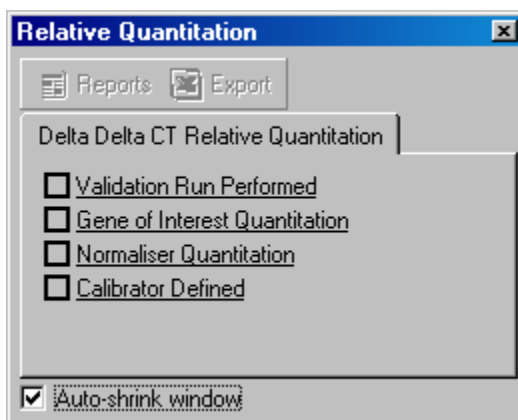 Relative Quantitation
Reports Export
Delta Delta CT Relative Quantitation
Validation Run Performed
Gene of Interest Quantitation
Normaliser Quantitation
Calibrator Defined
Auto-shrink window